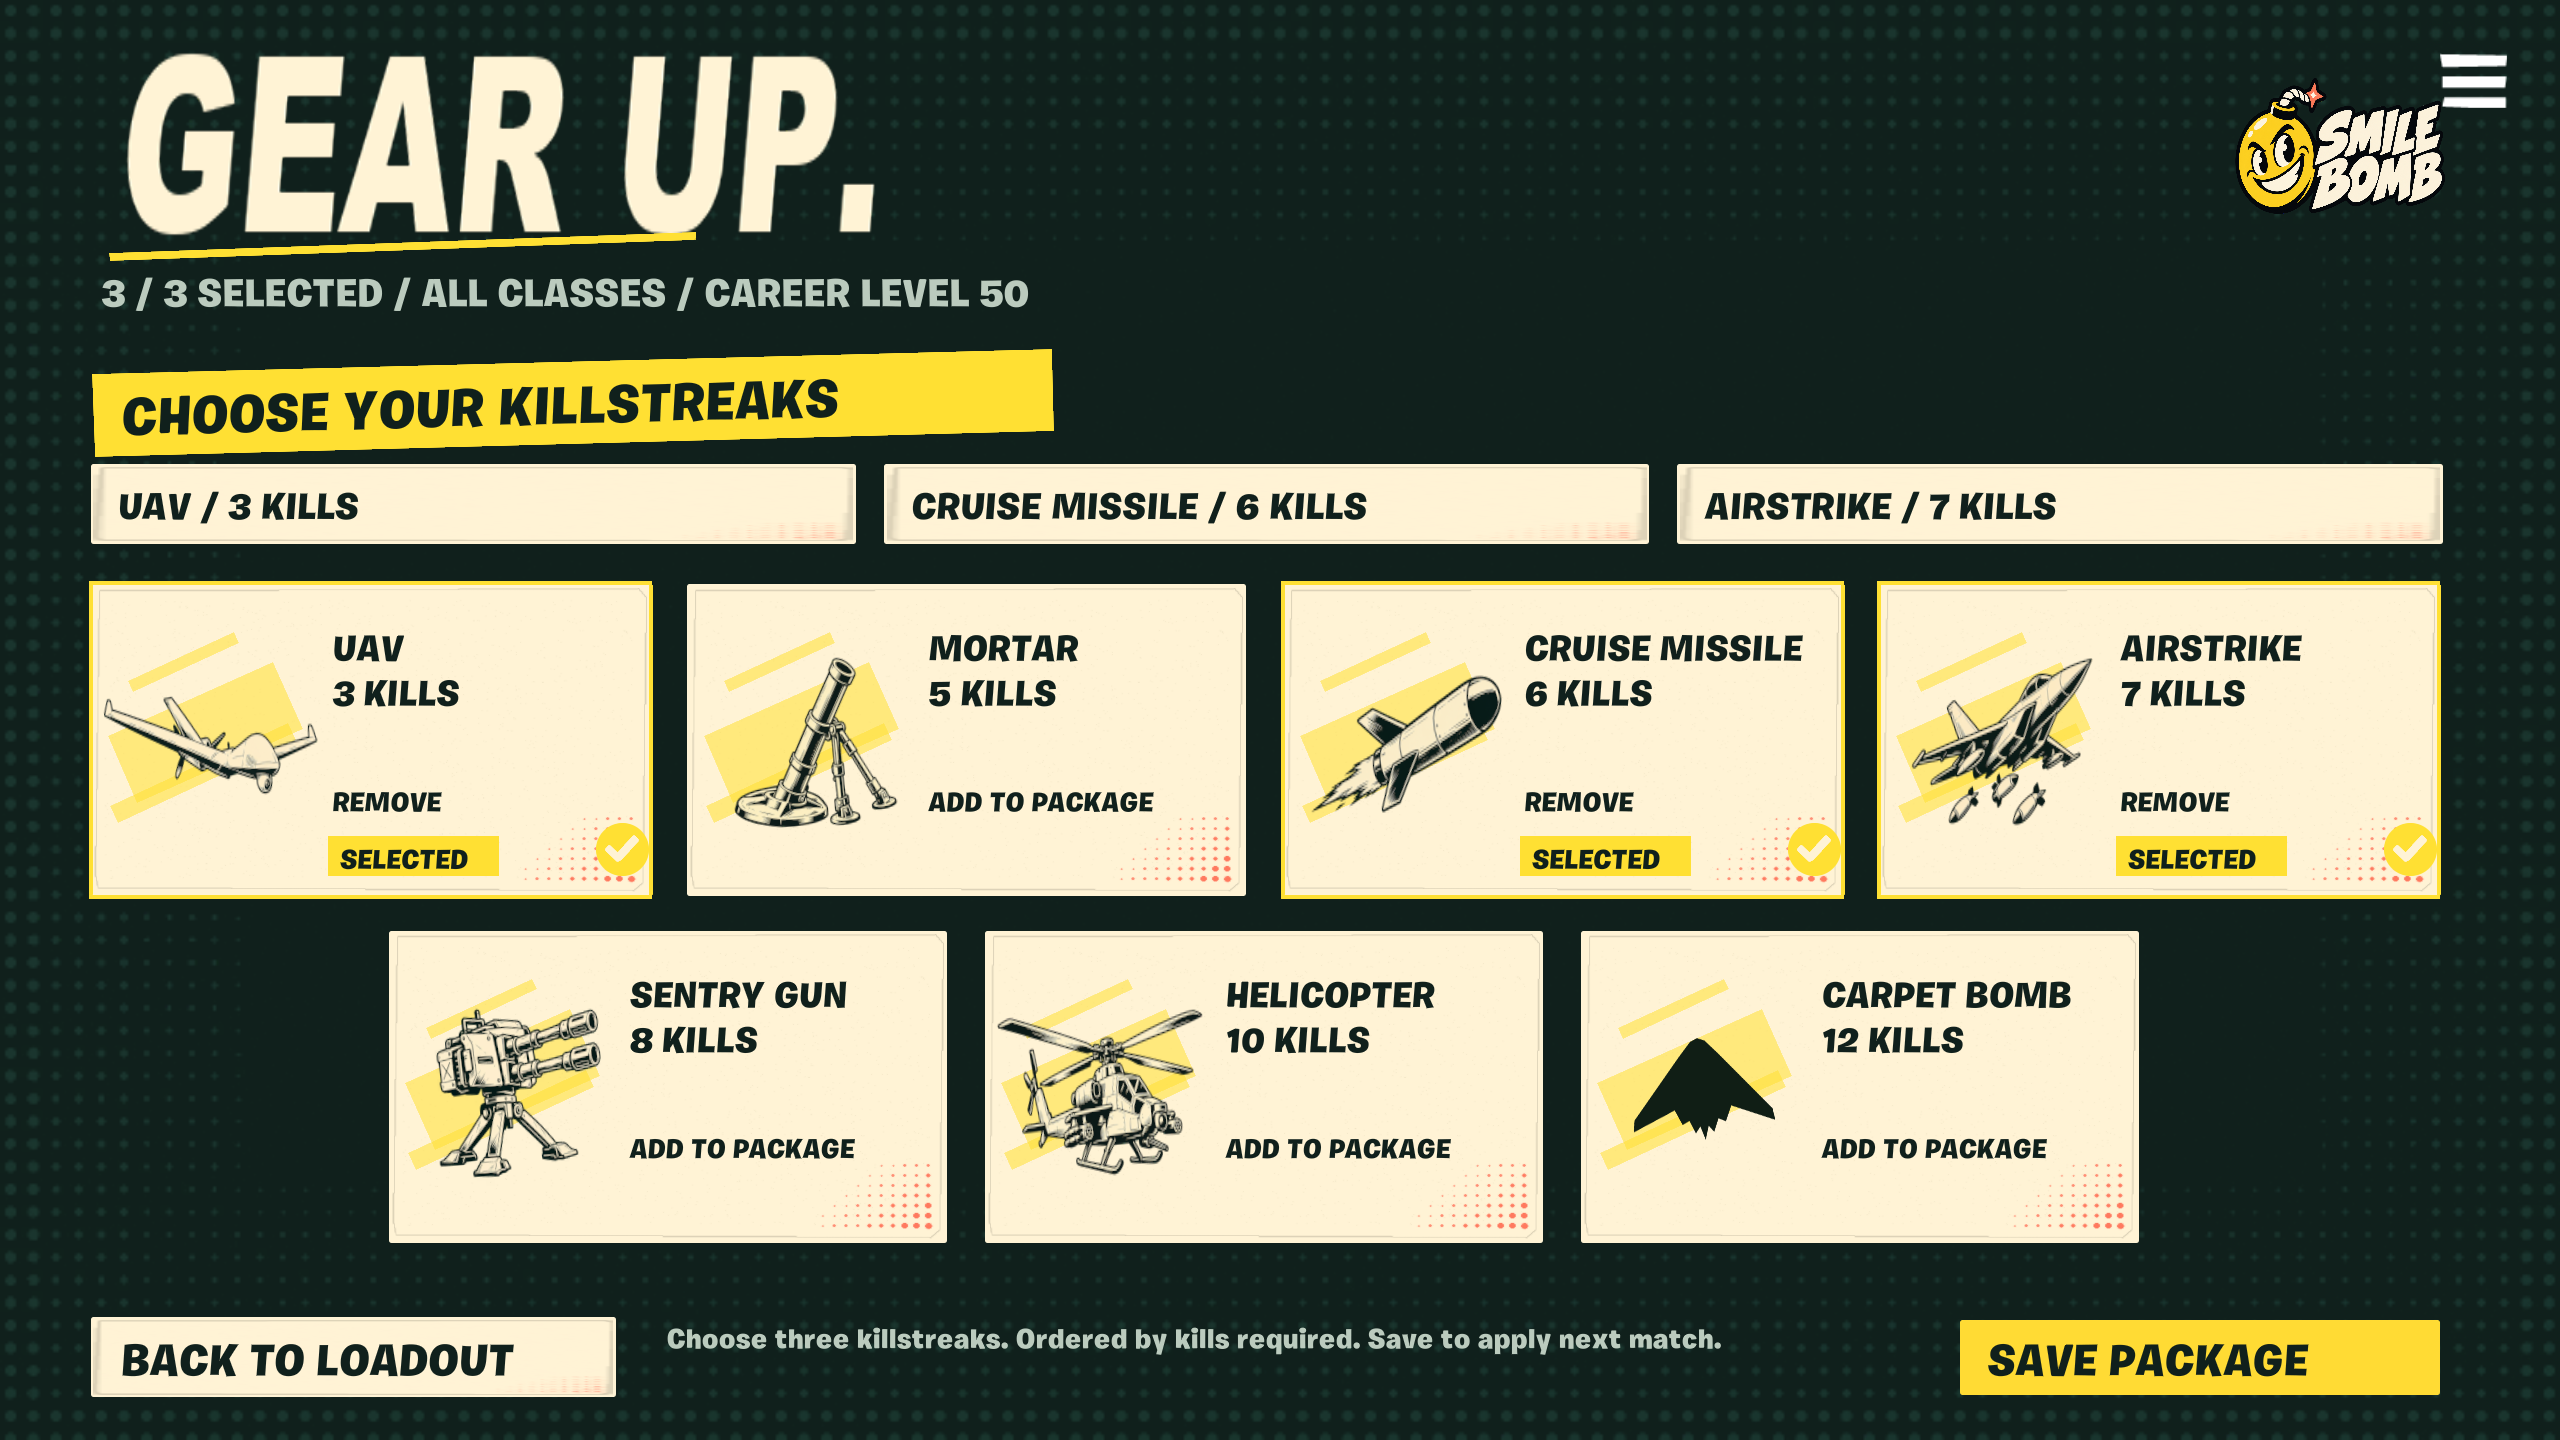 GEAR UP.
SMILE
BOMB
3 / 3 SELECTED / ALL CLASSES / CAREER LEVEL 50
CHOOSE YOUR KILLSTREAKS
UAV / 3 KILLS
CRUISE MISSILE / 6 KILLS
AIRSTRIKE / 7 KILLS
UAV
3 KILLS
REMOVE
SELECTED
MORTAR
5 KILLS
ADD TO PACKAGE
CRUISE MISSILE
6 KILLS
REMOVE
SELECTED
AIRSTRIKE
7 KILLS
REMOVE
SELECTED
SENTRY GUN
8 KILLS
ADD TO PACKAGE
HELICOPTER
10 KILLS
ADD TO PACKAGE
CARPET BOMB
12 KILLS
ADD TO PACKAGE
BACK TO LOADOUT
Choose three killstreaks. Ordered by kills required. Save to apply next match.
SAVE PACKAGE